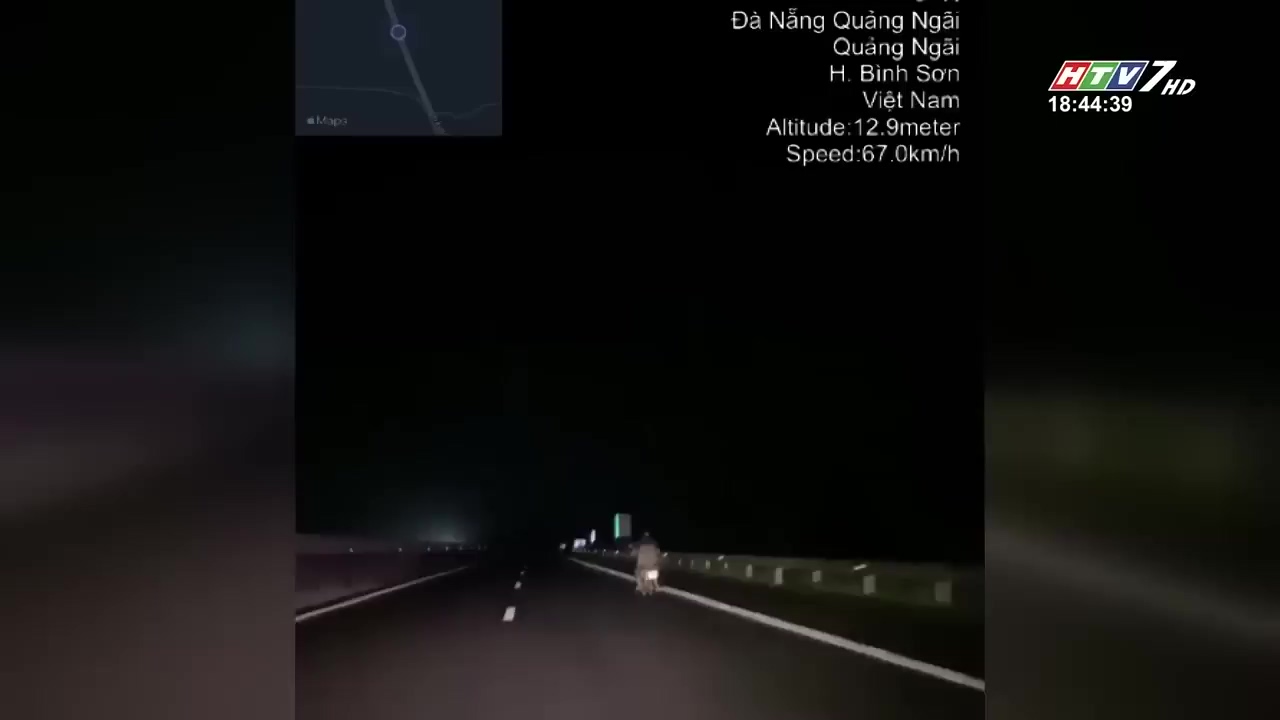 Đà Nẵng Quảng Ngãi
Quảng Ngãi
H. Bình Sơn
Việt Nam
Altitude:12.9meter
Speed:67.0km/h
Maps
HTV7 HD
18:44:39